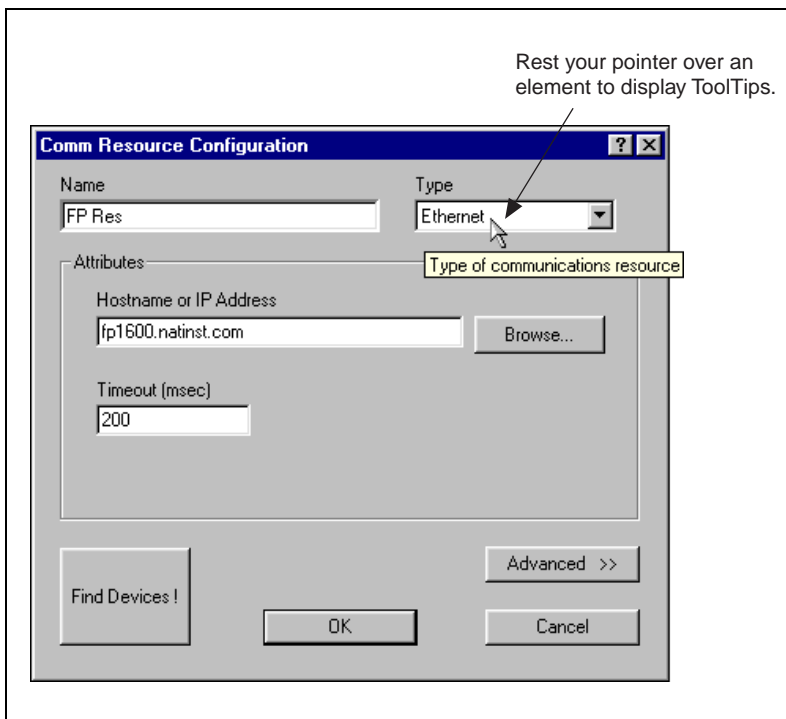 Rest your pointer over an
element to display ToolTips.
Comm Resource Configuration
Name
Type
FP Res
Ethernet
Type of communications resource
Attributes
Hostname or IP Address
fp1600.natinst.com
Browse...
Timeout (msec)
200
Advanced >>
Find Devices !
OK
Cancel